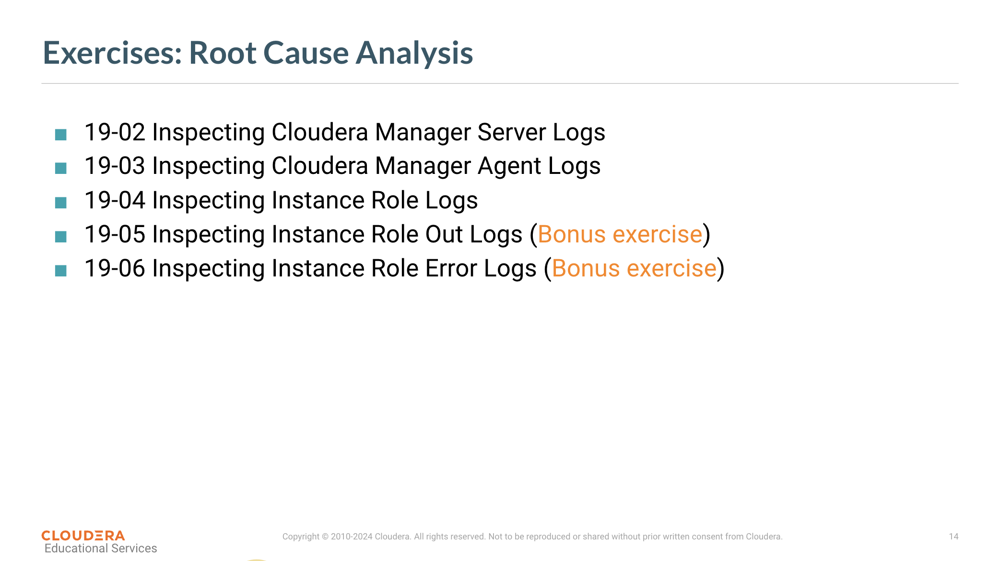 Exercises: Root Cause Analysis
■ 19-02 Inspecting Cloudera Manager Server Logs
■ 19-03 Inspecting Cloudera Manager Agent Logs
■ 19-04 Inspecting Instance Role Logs
■ 19-05 Inspecting Instance Role Out Logs (Bonus exercise)
■ 19-06 Inspecting Instance Role Error Logs (Bonus exercise)
CLOUDERA
Educational Services
Copyright © 2010-2024 Cloudera. All rights reserved. Not to be reproduced or shared without prior written consent from Cloudera.
14